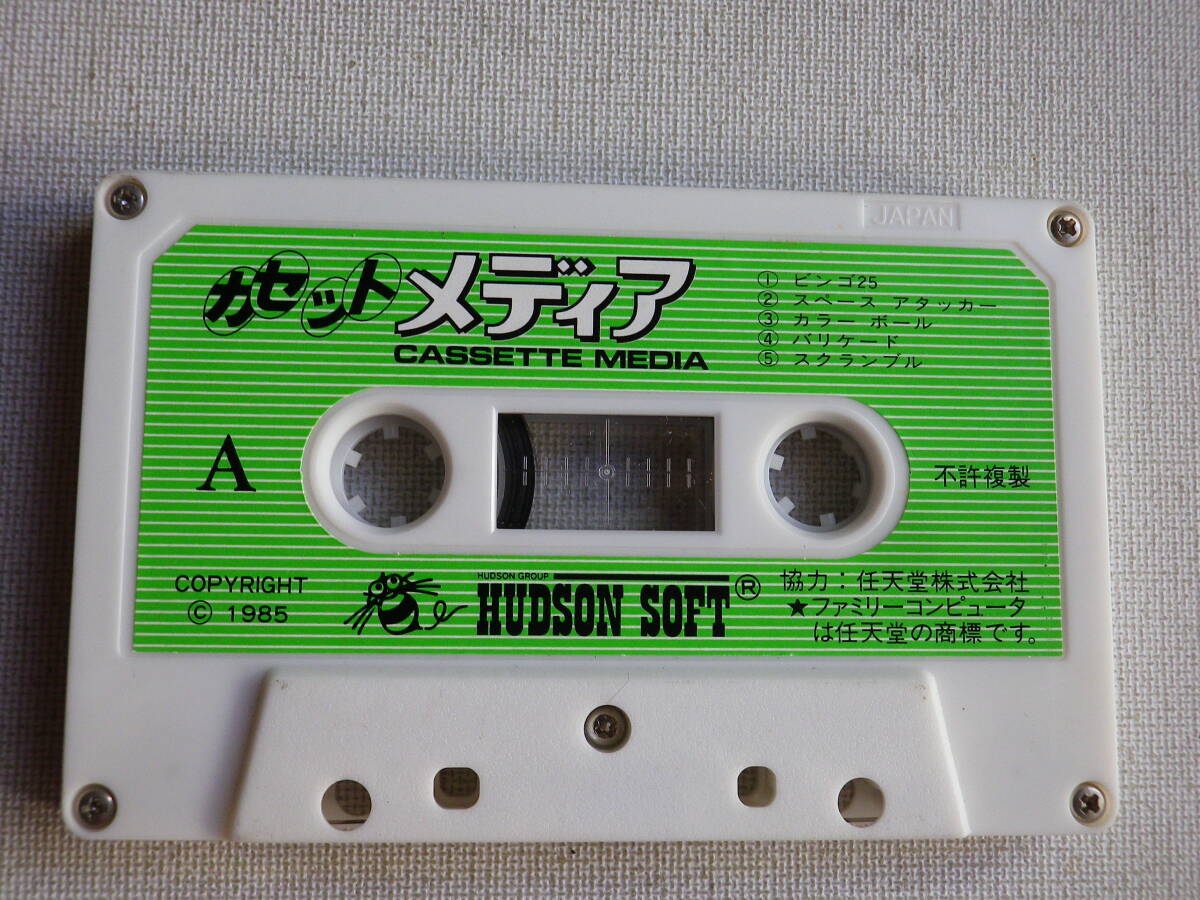 JAPAN
カセットメディア
CASSETTE MEDIA
① ビンゴ25
② スペース アタッカー
③ カラー ボール
④ バリケード
⑤ スクランブル
A
不許複製
COPYRIGHT
© 1985
HUDSON GROUP
HUDSON SOFT®
協力：任天堂株式会社
★ファミリーコンピュータ
は任天堂の商標です。